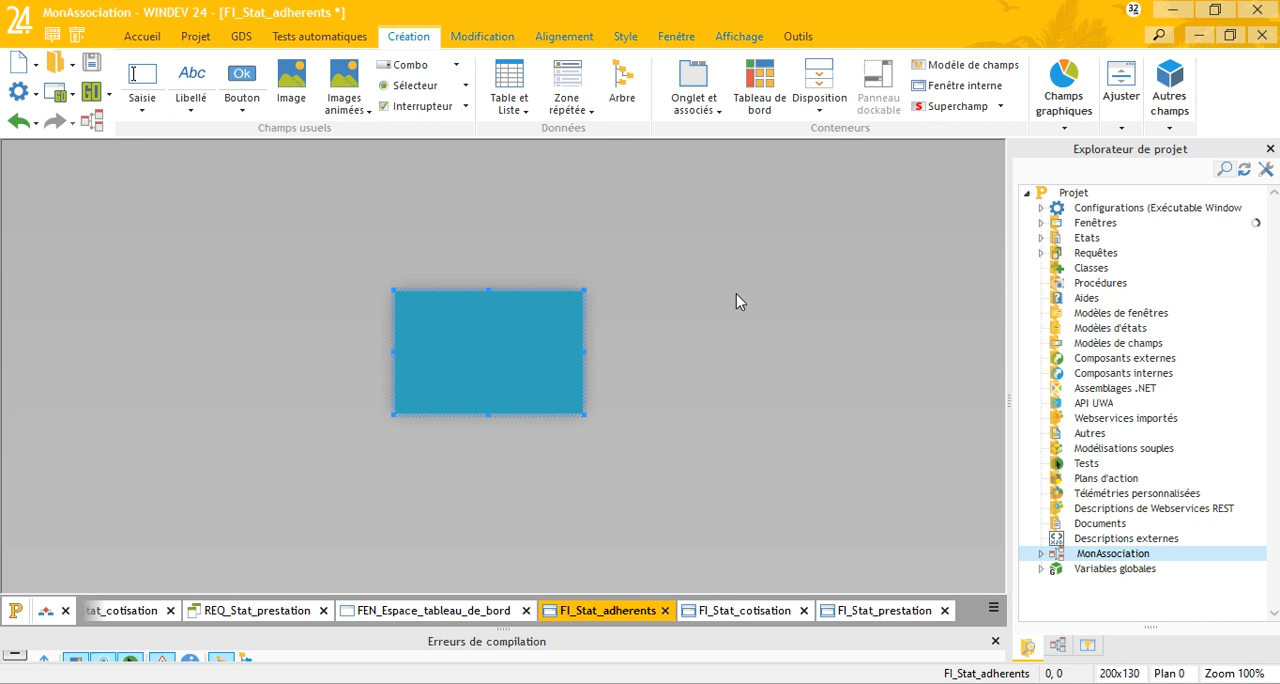 24 MonAssociation - WINDEV 24 - [FI_Stat_adherents *] 32
Accueil Projet GDS Tests automatiques Création Modification Alignement Style Fenêtre Affichage Outils
Saisie
Abc Libellé
Ok Bouton
Image
Images animées
Combo
Sélecteur
Interrupteur
Champs usuels
Table et Liste
Zone répétée
Arbre
Données
Onglet et associés
Tableau de bord
Disposition
Panneau dockable
Modèle de champs
Fenêtre interne
Superchamp
Conteneurs
Champs graphiques
Ajuster
Autres champs
Explorateur de projet
Projet
Configurations (Exécutable Window
Fenêtres
Etats
Requêtes
Classes
Procédures
Aides
Modèles de fenêtres
Modèles d'états
Modèles de champs
Composants externes
Composants internes
Assemblages .NET
API UWA
Webservices importés
Autres
Modélisations souples
Tests
Plans d'action
Télémétries personnalisées
Descriptions de Webservices REST
Documents
Descriptions externes
MonAssociation
Variables globales
tat_cotisation REQ_Stat_prestation FEN_Espace_tableau_de_bord FI_Stat_adherents FI_Stat_cotisation FI_Stat_prestation
Erreurs de compilation
FI_Stat_adherents 0, 0 200x130 Plan 0 Zoom 100%